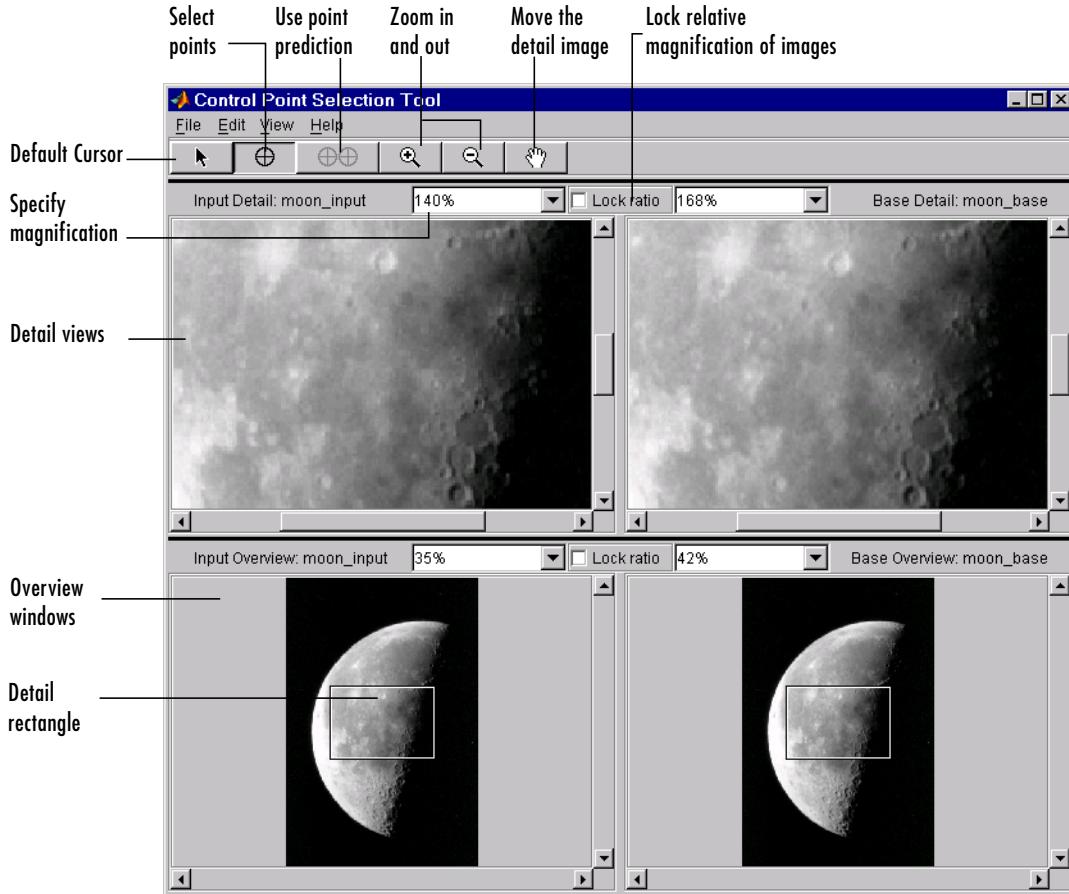 Select
points
Use point
prediction
Zoom in
and out
Move the
detail image
Lock relative
magnification of images
Control Point Selection Tool
File Edit View Help
Default Cursor
Specify
magnification
Input Detail: moon_input 140% Lock ratio 168% Base Detail: moon_base
Detail views
Input Overview: moon_input 35% Lock ratio 42% Base Overview: moon_base
Overview
windows
Detail
rectangle